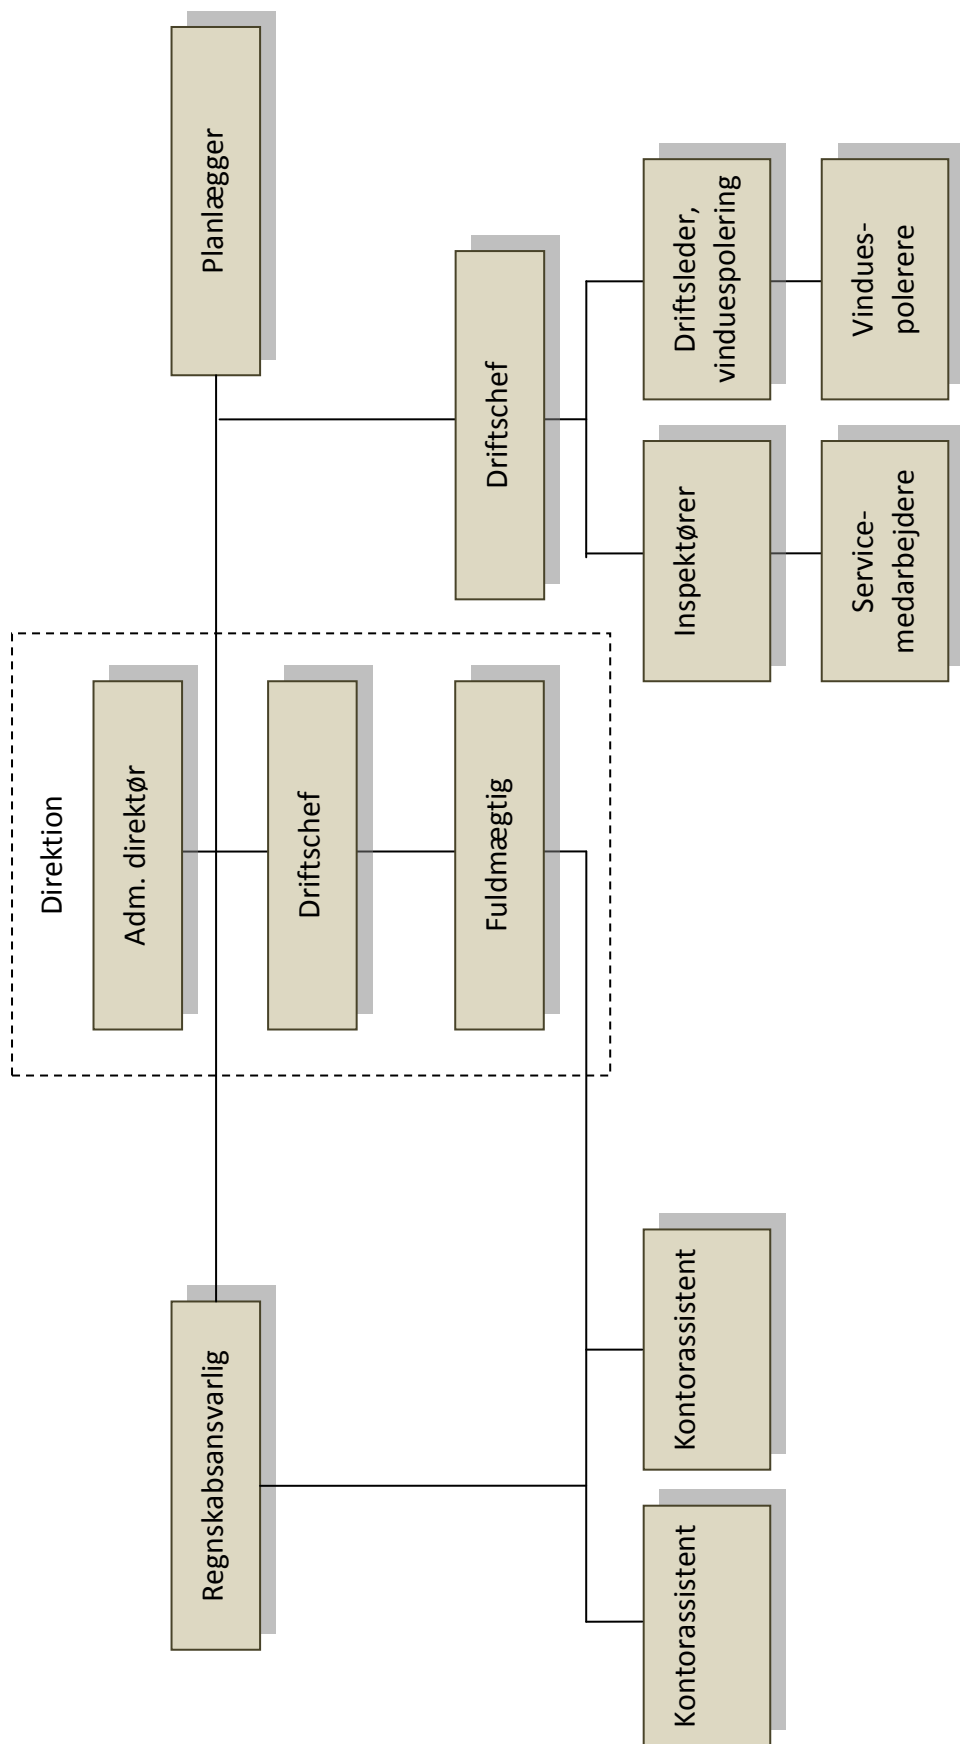 Direktion
Adm. direktør
Regnskabsansvarlig
Planlægger
Driftschef
Fuldmægtig
Driftschef
Kontorassistent
Kontorassistent
Inspektører
Driftsleder,
vinduespolering
Service-
medarbejdere
Vindues-
polerere